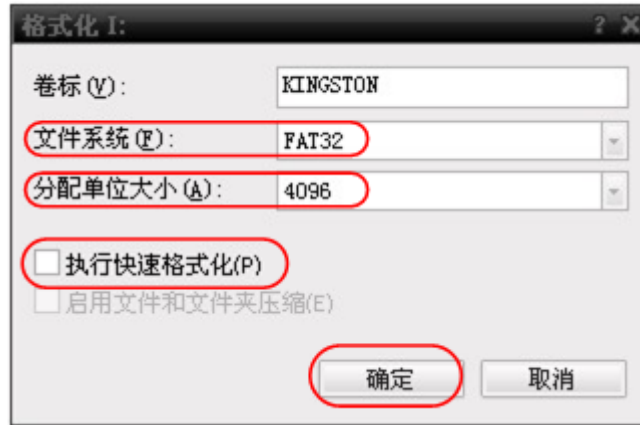 格式化 I:
卷标(V):
KINGSTON
文件系统(F):
FAT32
分配单位大小(A):
4096
执行快速格式化(P)
启用文件和文件夹压缩(E)
确定
取消